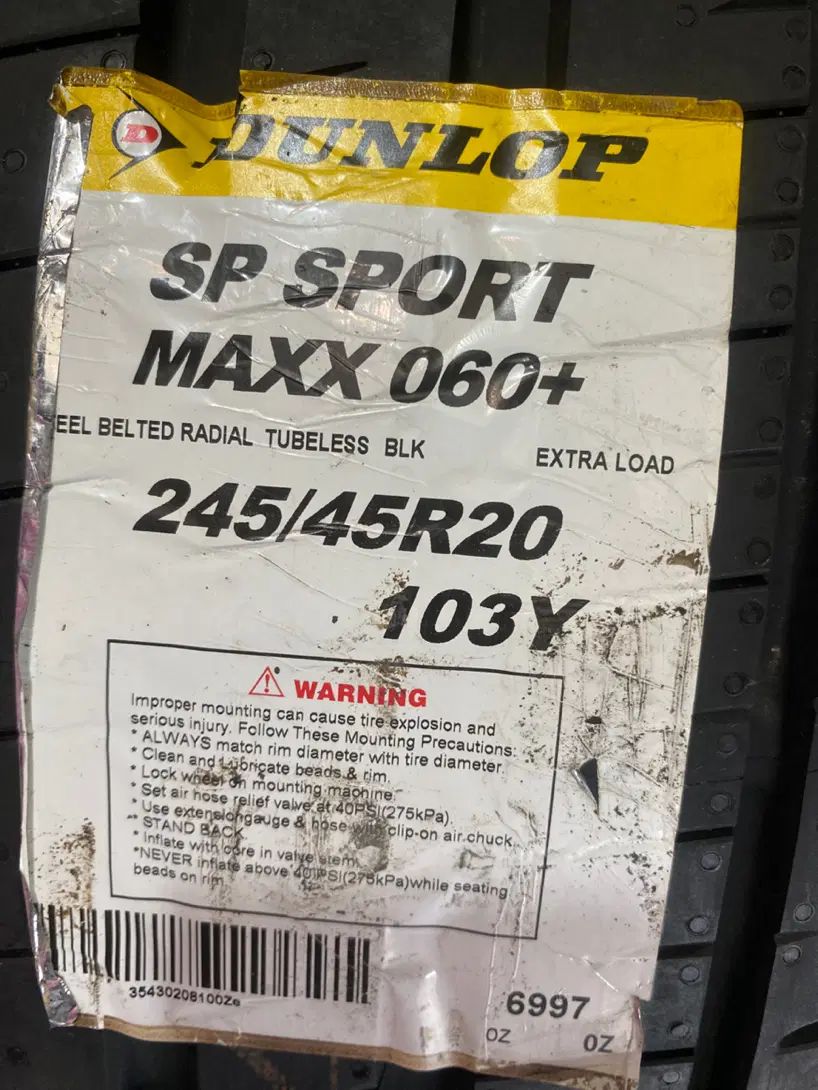 D DUNLOP
SP SPORT
MAXX 060+
EEL BELTED RADIAL TUBELESS BLK EXTRA LOAD
245/45R20
103Y
WARNING
Improper mounting can cause tire explosion and
serious injury. Follow These Mounting Precautions:
* ALWAYS match rim diameter with tire diameter.
* Clean and Lubricate beads & rim.
* Lock wheel on mounting machine.
* Set air hose relief valve at 40PSI(275kPa).
* Use extensiongauge & hose with clip-on air chuck.
* STAND BACK
* Inflate with core in valve stem.
*NEVER inflate above 40PSI(275kPa)while seating
beads on rim
35430208100Ze
6997
OZ OZ